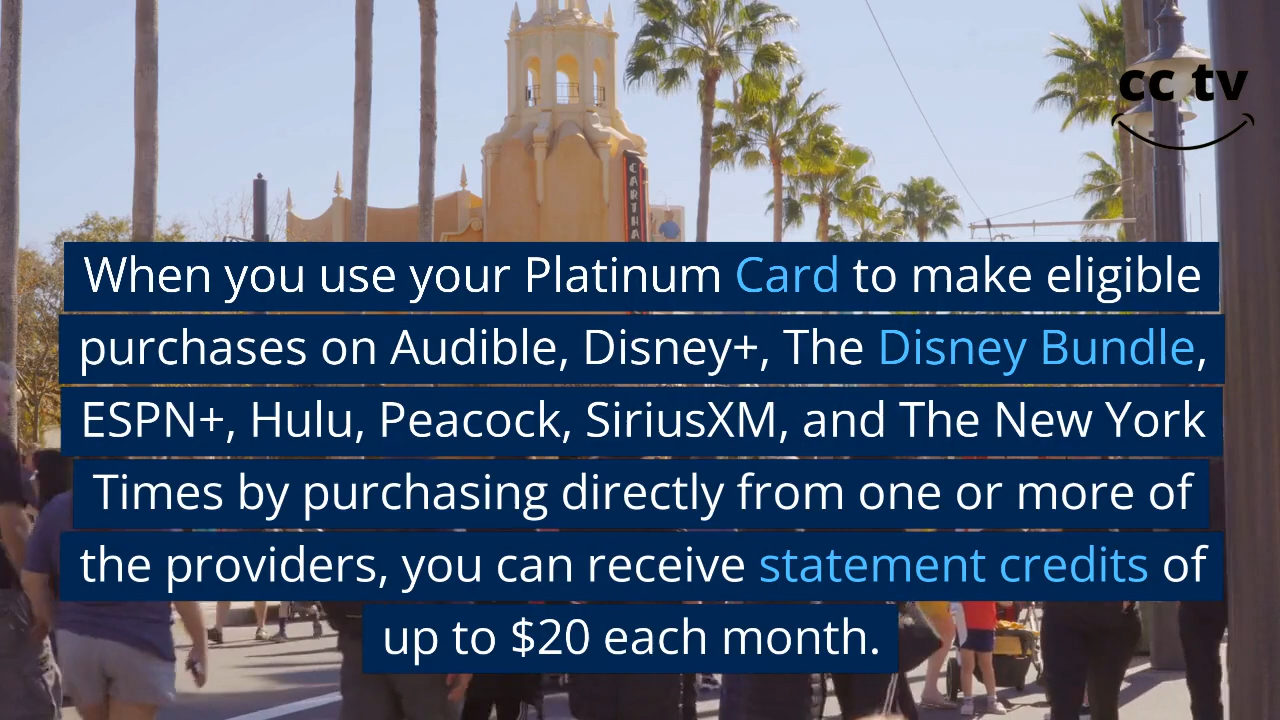 cc tv
CARTHA
When you use your Platinum Card to make eligible
purchases on Audible, Disney+, The Disney Bundle,
ESPN+, Hulu, Peacock, SiriusXM, and The New York
Times by purchasing directly from one or more of
the providers, you can receive statement credits of
up to $20 each month.